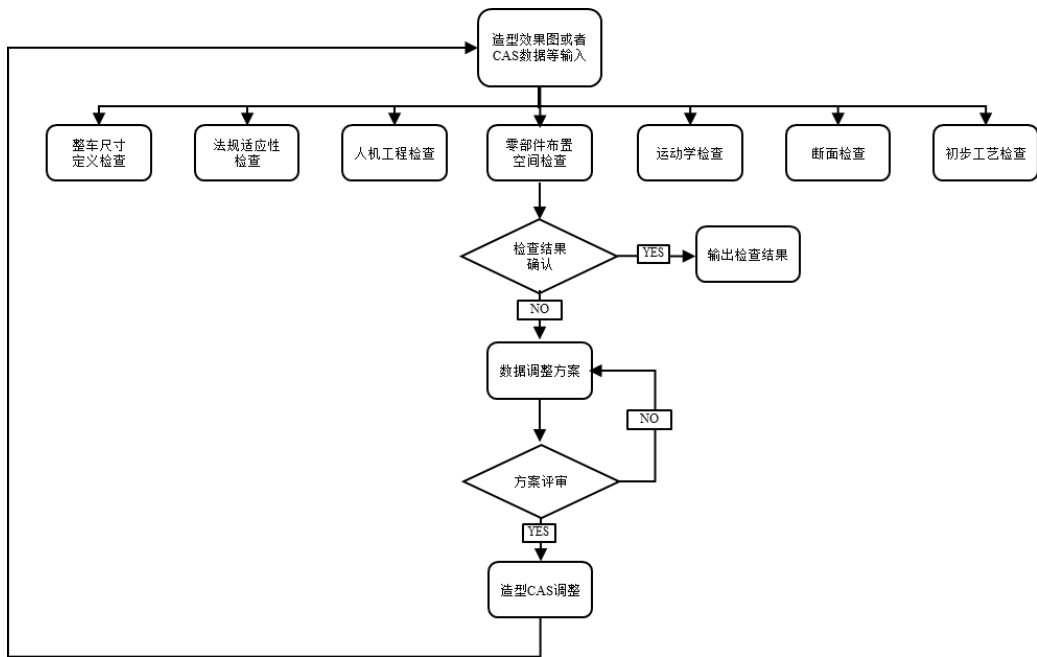 造型效果图或者
CAS数据等输入
整车尺寸
定义检查
法规适应性
检查
人机工程检查
零部件布置
空间检查
运动学检查
断面检查
初步工艺检查
检查结果
确认
YES
输出检查结果
NO
数据调整方案
NO
方案评审
YES
造型CAS调整